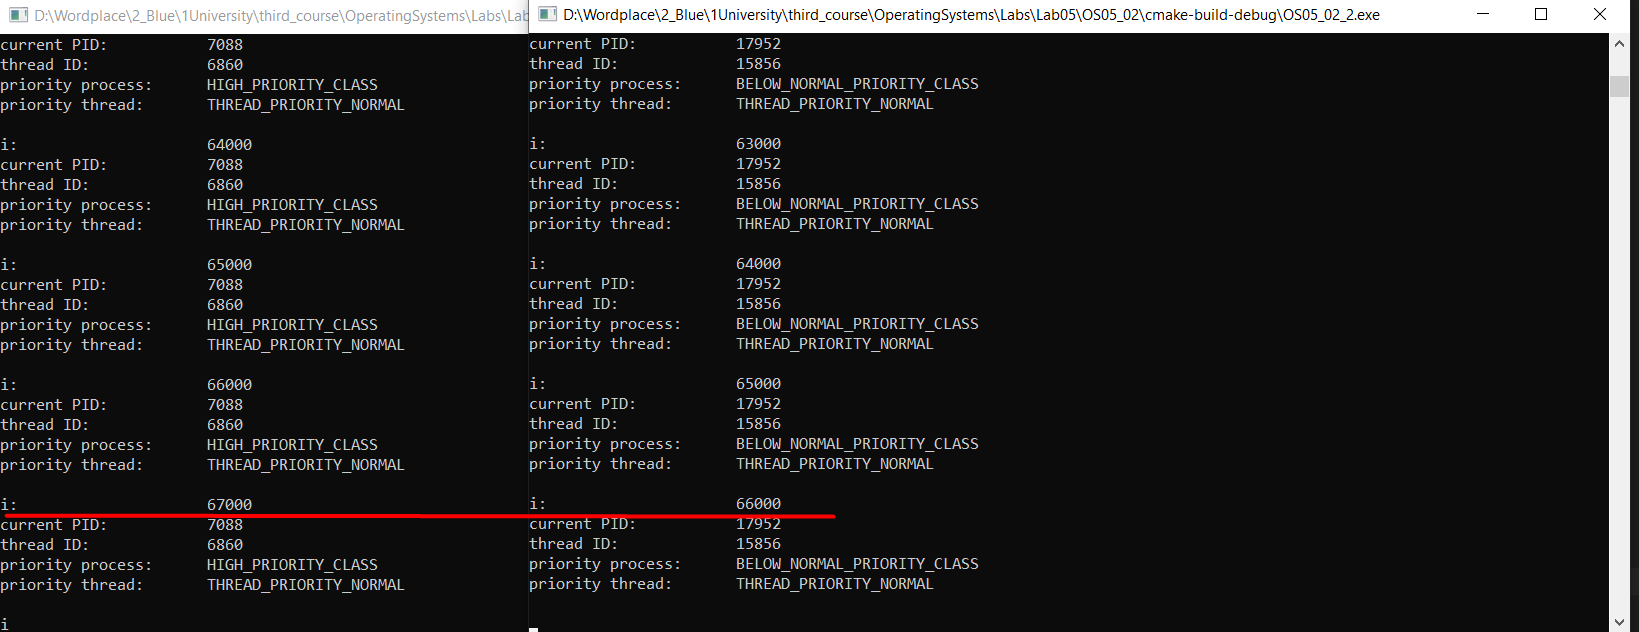 D:\Wordplace\2_Blue\1University\third_course\OperatingSystems\Labs\Lab
current PID: 7088
thread ID: 6860
priority process: HIGH_PRIORITY_CLASS
priority thread: THREAD_PRIORITY_NORMAL
i: 64000
current PID: 7088
thread ID: 6860
priority process: HIGH_PRIORITY_CLASS
priority thread: THREAD_PRIORITY_NORMAL
i: 65000
current PID: 7088
thread ID: 6860
priority process: HIGH_PRIORITY_CLASS
priority thread: THREAD_PRIORITY_NORMAL
i: 66000
current PID: 7088
thread ID: 6860
priority process: HIGH_PRIORITY_CLASS
priority thread: THREAD_PRIORITY_NORMAL
i: 67000
current PID: 7088
thread ID: 6860
priority process: HIGH_PRIORITY_CLASS
priority thread: THREAD_PRIORITY_NORMAL
i
D:\Wordplace\2_Blue\1University\third_course\OperatingSystems\Labs\Lab05\OS05_02\cmake-build-debug\OS05_02_2.exe
current PID: 17952
thread ID: 15856
priority process: BELOW_NORMAL_PRIORITY_CLASS
priority thread: THREAD_PRIORITY_NORMAL
i: 63000
current PID: 17952
thread ID: 15856
priority process: BELOW_NORMAL_PRIORITY_CLASS
priority thread: THREAD_PRIORITY_NORMAL
i: 64000
current PID: 17952
thread ID: 15856
priority process: BELOW_NORMAL_PRIORITY_CLASS
priority thread: THREAD_PRIORITY_NORMAL
i: 65000
current PID: 17952
thread ID: 15856
priority process: BELOW_NORMAL_PRIORITY_CLASS
priority thread: THREAD_PRIORITY_NORMAL
i: 66000
current PID: 17952
thread ID: 15856
priority process: BELOW_NORMAL_PRIORITY_CLASS
priority thread: THREAD_PRIORITY_NORMAL